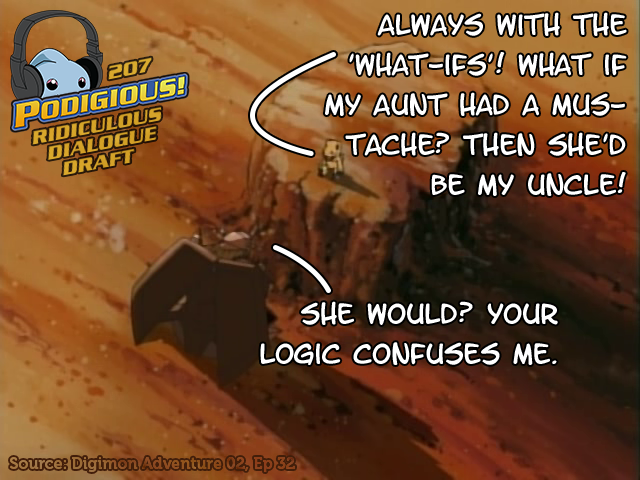 207
PODIGIOUS!
RIDICULOUS
DIALOGUE
DRAFT
ALWAYS WITH THE
'WHAT-IFS'! WHAT IF
MY AUNT HAD A MUS-
TACHE? THEN SHE'D
BE MY UNCLE!
SHE WOULD? YOUR
LOGIC CONFUSES ME.
Source: Digimon Adventure 02, Ep 32